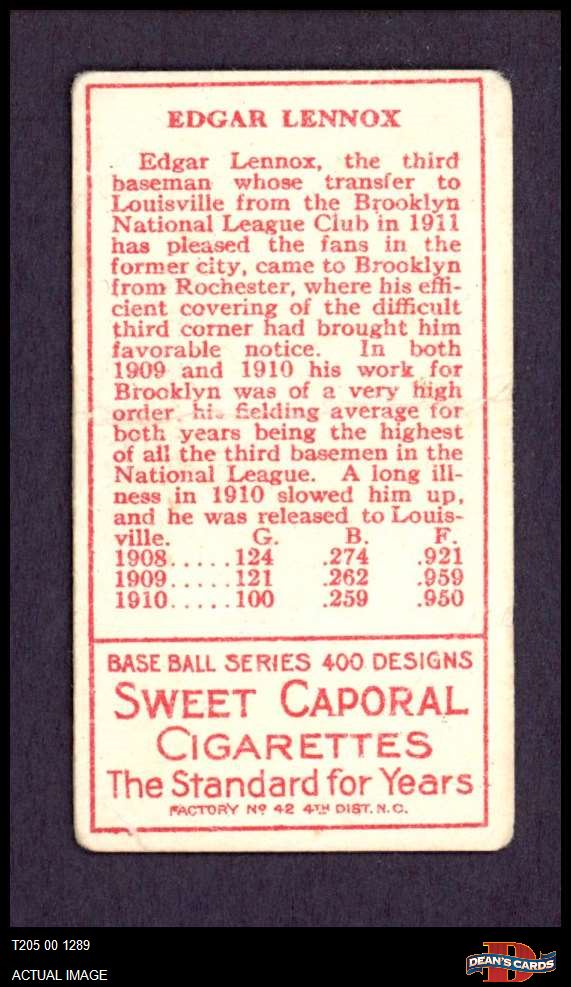 EDGAR LENNOX
Edgar Lennox, the third
baseman whose transfer to
Louisville from the Brooklyn
National League Club in 1911
has pleased the fans in the
former city, came to Brooklyn
from Rochester, where his effi-
cient covering of the difficult
third corner had brought him
favorable notice. In both
1909 and 1910 his work for
Brooklyn was of a very high
order, his fielding average for
both years being the highest
of all the third basemen in the
National League. A long ill-
ness in 1910 slowed him up,
and he was released to Louis-
ville. G. B. F.
1908.....124 .274 .921
1909.....121 .262 .959
1910.....100 .259 .950
BASE BALL SERIES 400 DESIGNS
SWEET CAPORAL
CIGARETTES
The Standard for Years
FACTORY Nº 42 4TH DIST. N.C.
T205 00 1289
ACTUAL IMAGE
DEAN'S CARDS